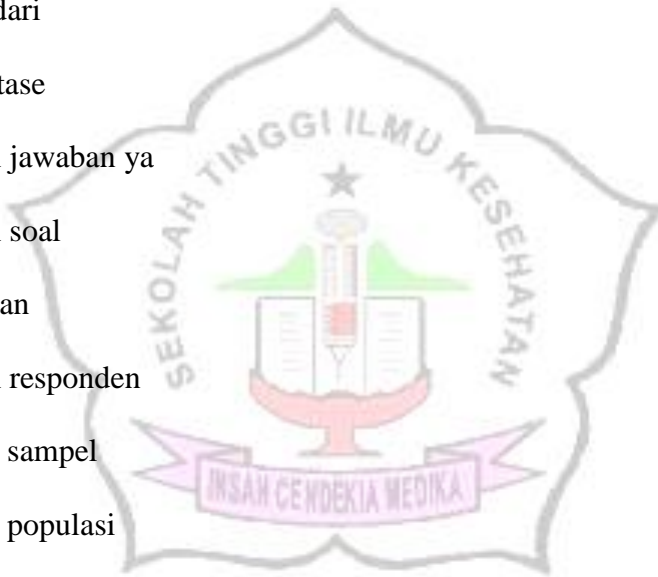 dari
tase
jawaban ya
soal
an
responden
sampel
populasi
SEKOLAH TINGGI ILMU KESEHATAN
INSAN CENDEKIA MEDIKA